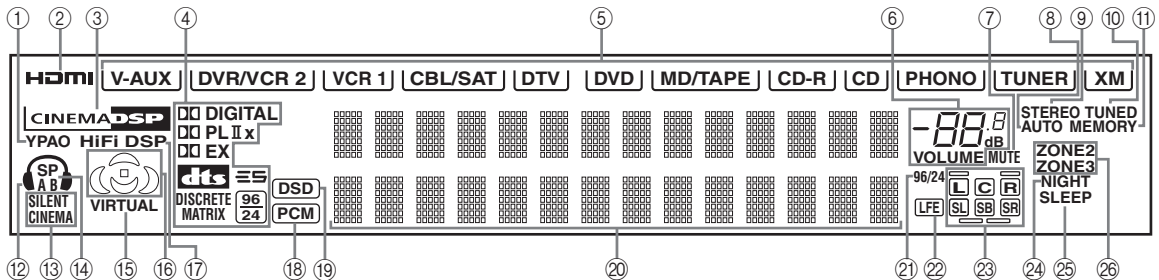 ① ② ③ ④ ⑤ ⑥ ⑦ ⑧ ⑨ ⑩ ⑪
HDMI V-AUX DVR/VCR 2 VCR 1 CBL/SAT DTV DVD MD/TAPE CD-R CD PHONO TUNER XM
CINEMA DSP
YPAO HiFi DSP
SP
A B
SILENT
CINEMA
VIRTUAL
DIGITAL
PL II x
EX
dts ES
DISCRETE
MATRIX
96
24
DSD
PCM
-88.8
dB
VOLUME MUTE
STEREO TUNED
AUTO MEMORY
96/24
LFE
L C R
SL SB SR
ZONE2
ZONE3
NIGHT
SLEEP
⑫ ⑬ ⑭ ⑮ ⑯ ⑰ ⑱ ⑲ ⑳ ㉑ ㉒ ㉓ ㉔ ㉕ ㉖